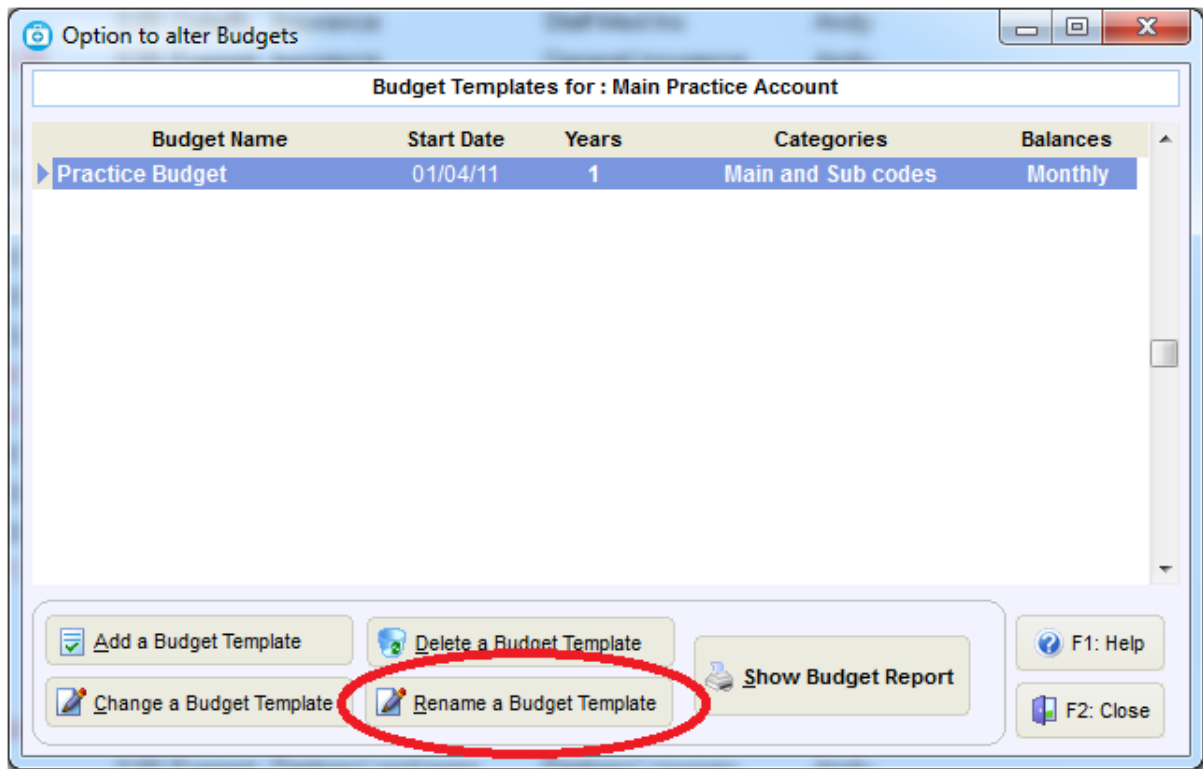 Option to alter Budgets
Budget Templates for : Main Practice Account
Budget Name Start Date Years Categories Balances
Practice Budget 01/04/11 1 Main and Sub codes Monthly
Add a Budget Template Delete a Budget Template
Show Budget Report
F1: Help
Change a Budget Template Rename a Budget Template
F2: Close